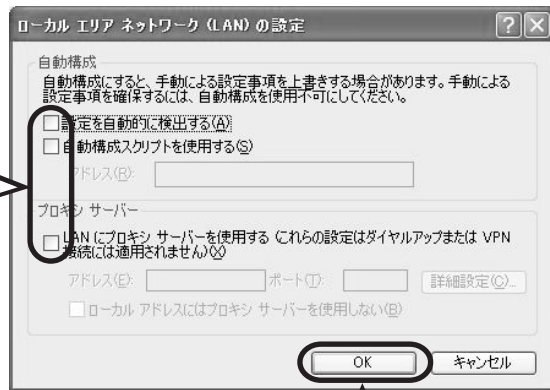 ローカル エリア ネットワーク (LAN) の設定
自動構成
自動構成にすると、手動による設定事項を上書きする場合があります。手動による
設定事項を確保するには、自動構成を使用不可にしてください。
設定を自動的に検出する(A)
自動構成スクリプトを使用する(S)
アドレス(R):
プロキシ サーバー
LAN にプロキシ サーバーを使用する (これらの設定はダイヤルアップまたは VPN
接続には適用されません)(X)
アドレス(E): ポート(T): 詳細設定(C)...
ローカル アドレスにはプロキシ サーバーを使用しない(B)
OK キャンセル